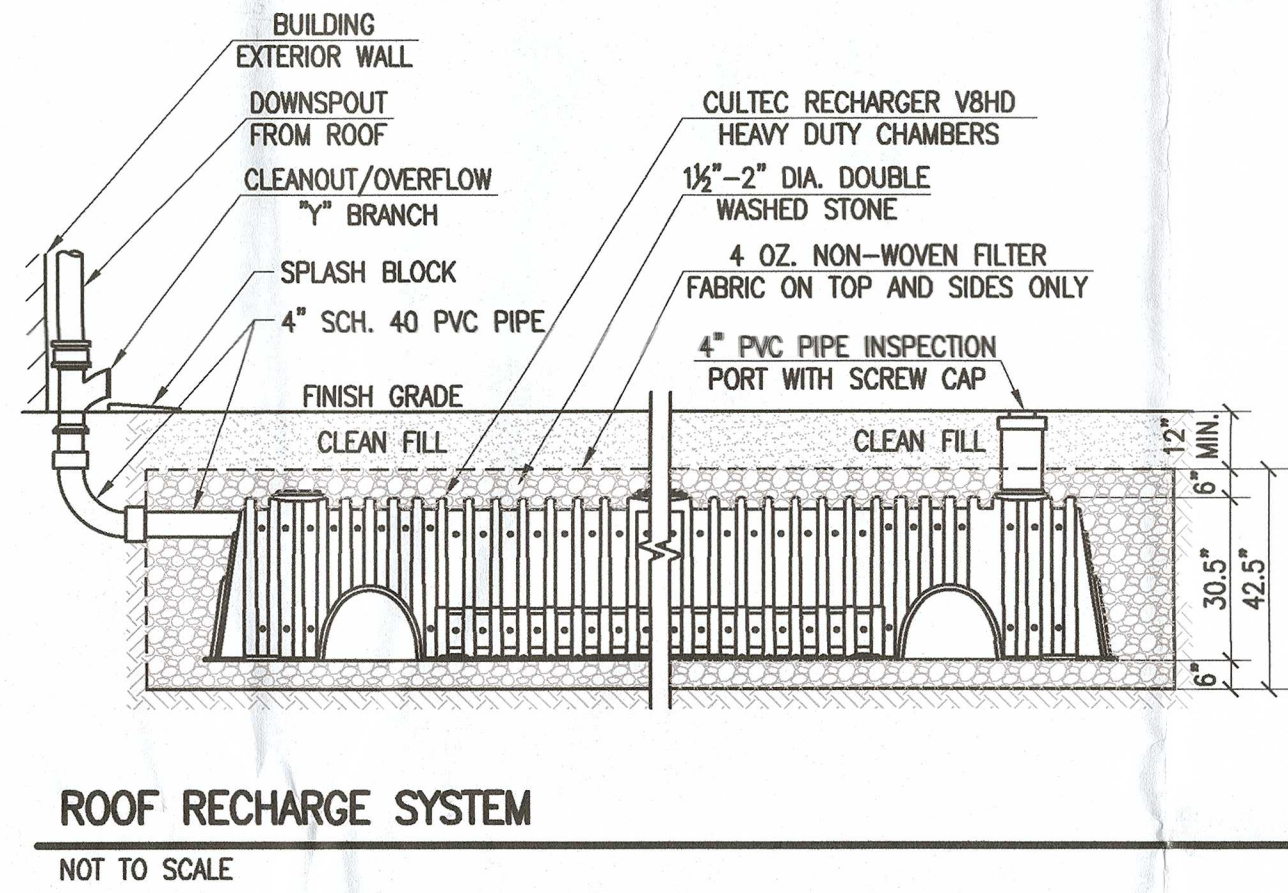 BUILDING
EXTERIOR WALL
DOWNSPOUT
FROM ROOF
CLEANOUT/OVERFLOW
"Y" BRANCH
SPLASH BLOCK
4" SCH. 40 PVC PIPE
CULTEC RECHARGER V8HD
HEAVY DUTY CHAMBERS
1½"-2" DIA. DOUBLE
WASHED STONE
4 OZ. NON-WOVEN FILTER
FABRIC ON TOP AND SIDES ONLY
4" PVC PIPE INSPECTION
PORT WITH SCREW CAP
FINISH GRADE
CLEAN FILL
CLEAN FILL
12"
MIN.
6"
30.5"
42.5"
6"
ROOF RECHARGE SYSTEM
NOT TO SCALE